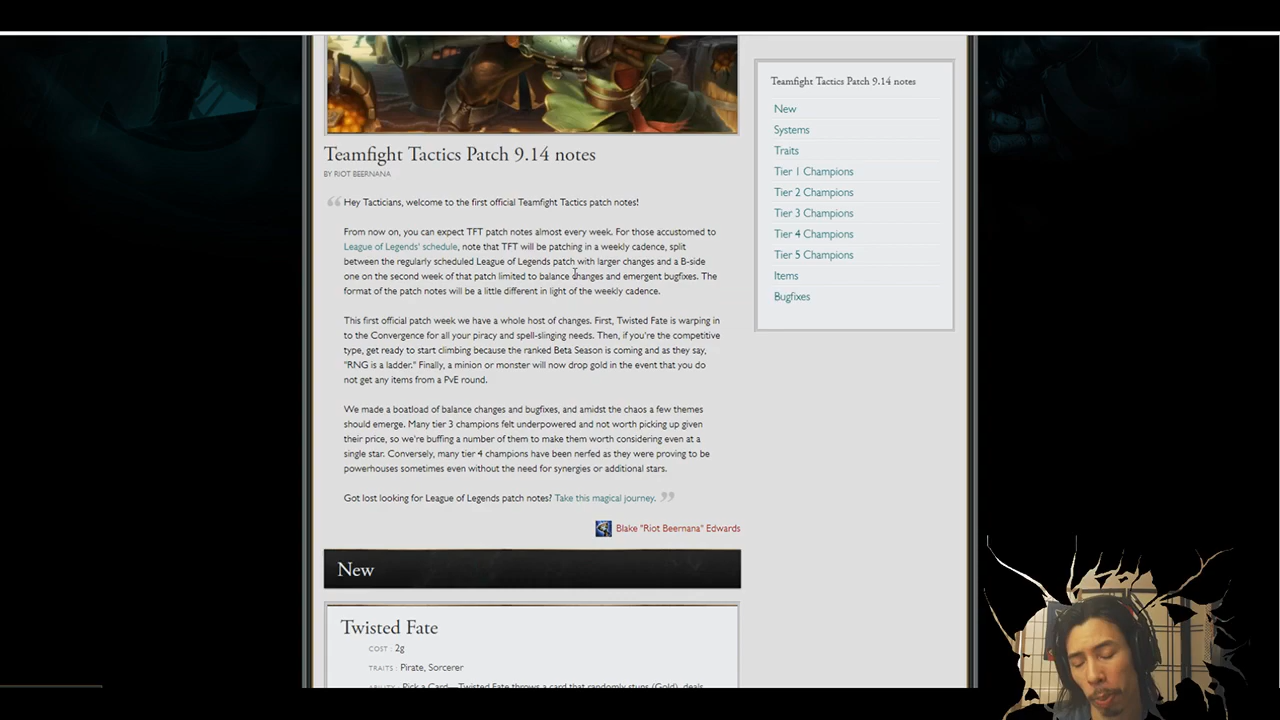 Teamfight Tactics Patch 9.14 notes
BY RIOT BEERNANA
Hey Tacticians, welcome to the first official Teamfight Tactics patch notes!
From now on, you can expect TFT patch notes almost every week. For those accustomed to
League of Legends' schedule, note that TFT will be patching in a weekly cadence, split
between the regularly scheduled League of Legends patch with larger changes and a B-side
one on the second week of that patch limited to balance changes and emergent bugfixes. The
format of the patch notes will be a little different in light of the weekly cadence.
This first official patch week we have a whole host of changes. First, Twisted Fate is warping in
to the Convergence for all your piracy and spell-slinging needs. Then, if you're the competitive
type, get ready to start climbing because the ranked Beta Season is coming and as they say,
"RNG is a ladder." Finally, a minion or monster will now drop gold in the event that you do
not get any items from a PvE round.
We made a boatload of balance changes and bugfixes, and amidst the chaos a few themes
should emerge. Many tier 3 champions felt underpowered and not worth picking up given
their price, so we're buffing a number of them to make them worth considering even at a
single star. Conversely, many tier 4 champions have been nerfed as they were proving to be
powerhouses sometimes even without the need for synergies or additional stars.
Got lost looking for League of Legends patch notes? Take this magical journey.
Blake "Riot Beernana" Edwards
New
Twisted Fate
COST : 2g
TRAITS : Pirate, Sorcerer
ABILITY : Pick a Card—Twisted Fate throws a card that randomly stuns (Gold), deals
Teamfight Tactics Patch 9.14 notes
New
Systems
Traits
Tier 1 Champions
Tier 2 Champions
Tier 3 Champions
Tier 4 Champions
Tier 5 Champions
Items
Bugfixes